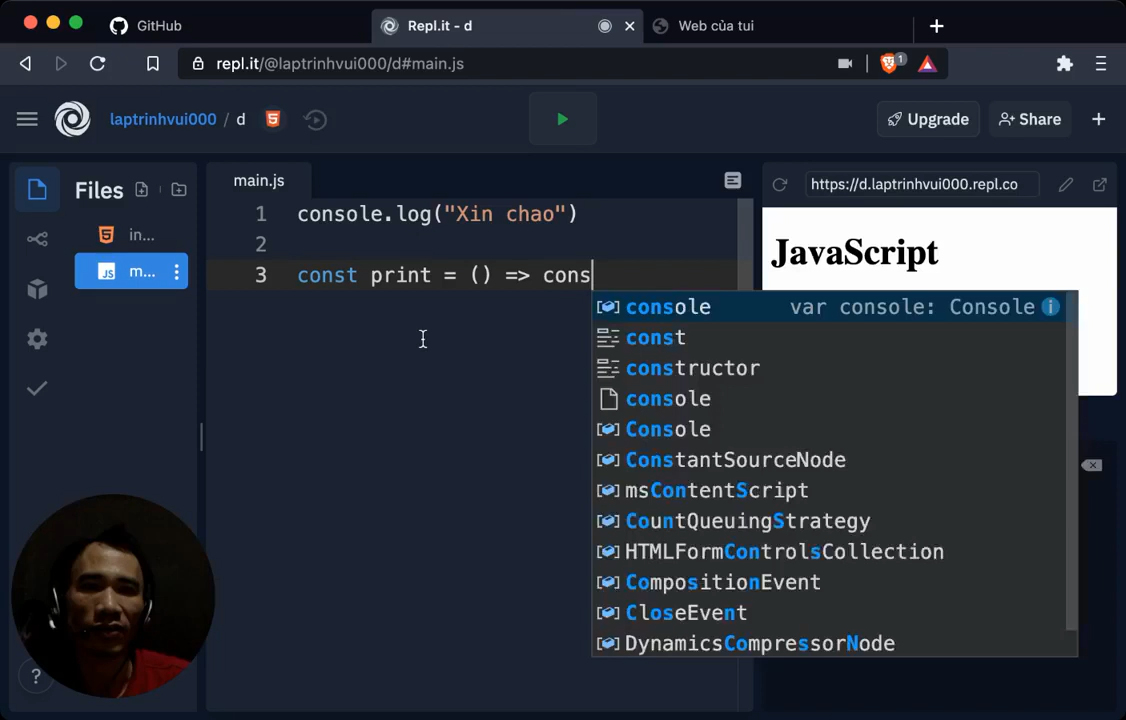 GitHub
Repl.it - d
Web của tui
repl.it/@laptrinhvui000/d#main.js
1
laptrinhvui000 / d
Upgrade
Share
Files
in...
m...
main.js
1 console.log("Xin chao")
2
3 const print = () => cons
console var console: Console
const
constructor
console
Console
ConstantSourceNode
msContentScript
CountQueuingStrategy
HTMLFormControlsCollection
CompositionEvent
CloseEvent
DynamicsCompressorNode
https://d.laptrinhvui000.repl.co
JavaScript
?